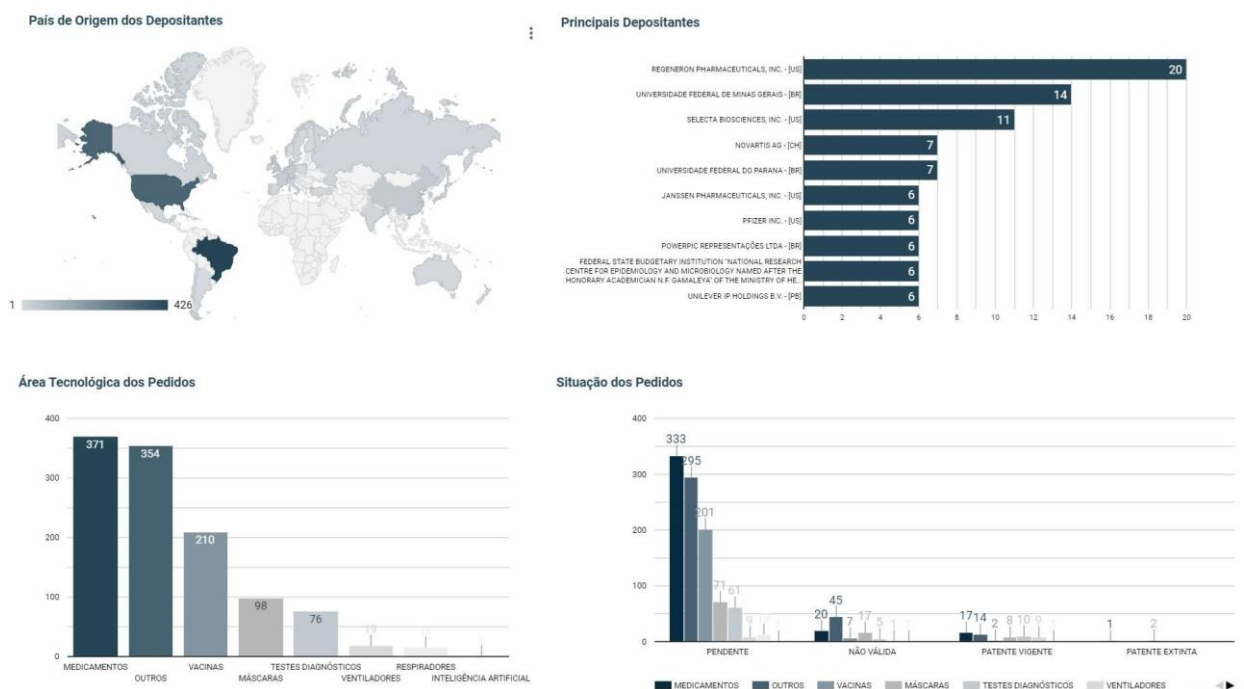 País de Origem dos Depositantes
1
426
Principais Depositantes
REGENERON PHARMACEUTICALS, INC. - [US]
20
UNIVERSIDADE FEDERAL DE MINAS GERAIS - [BR]
14
SELECTA BIOSCIENCES, INC. - [US]
11
NOVARTIS AG - [CH]
7
UNIVERSIDADE FEDERAL DO PARANA - [BR]
7
JANSSEN PHARMACEUTICALS, INC. - [US]
6
PFIZER INC. - [US]
6
POWERPIC REPRESENTAÇÕES LTDA - [BR]
6
FEDERAL STATE BUDGETARY INSTITUTION "NATIONAL RESEARCH
CENTRE FOR EPIDEMIOLOGY AND MICROBIOLOGY NAMED AFTER THE
HONORARY ACADEMICIAN N.F. GAMALEYA" OF THE MINISTRY OF HE...
6
UNILEVER IP HOLDINGS B.V. - [PB]
6
0 2 4 6 8 10 12 14 16 18 20
Área Tecnológica dos Pedidos
400
300
200
100
0
371
354
210
98
76
19
MEDICAMENTOS VACINAS TESTES DIAGNÓSTICOS RESPIRADORES
OUTROS MÁSCARAS VENTILADORES INTELIGÊNCIA ARTIFICIAL
Situação dos Pedidos
400
300
200
100
0
333
295
201
71
61
9
1
20
45
7
17
5
1
1
17
14
2
8
10
9
1
1
2
PENDENTE NÃO VÁLIDA PATENTE VIGENTE PATENTE EXTINTA
MEDICAMENTOS OUTROS VACINAS MÁSCARAS TESTES DIAGNÓSTICOS VENTILADORES